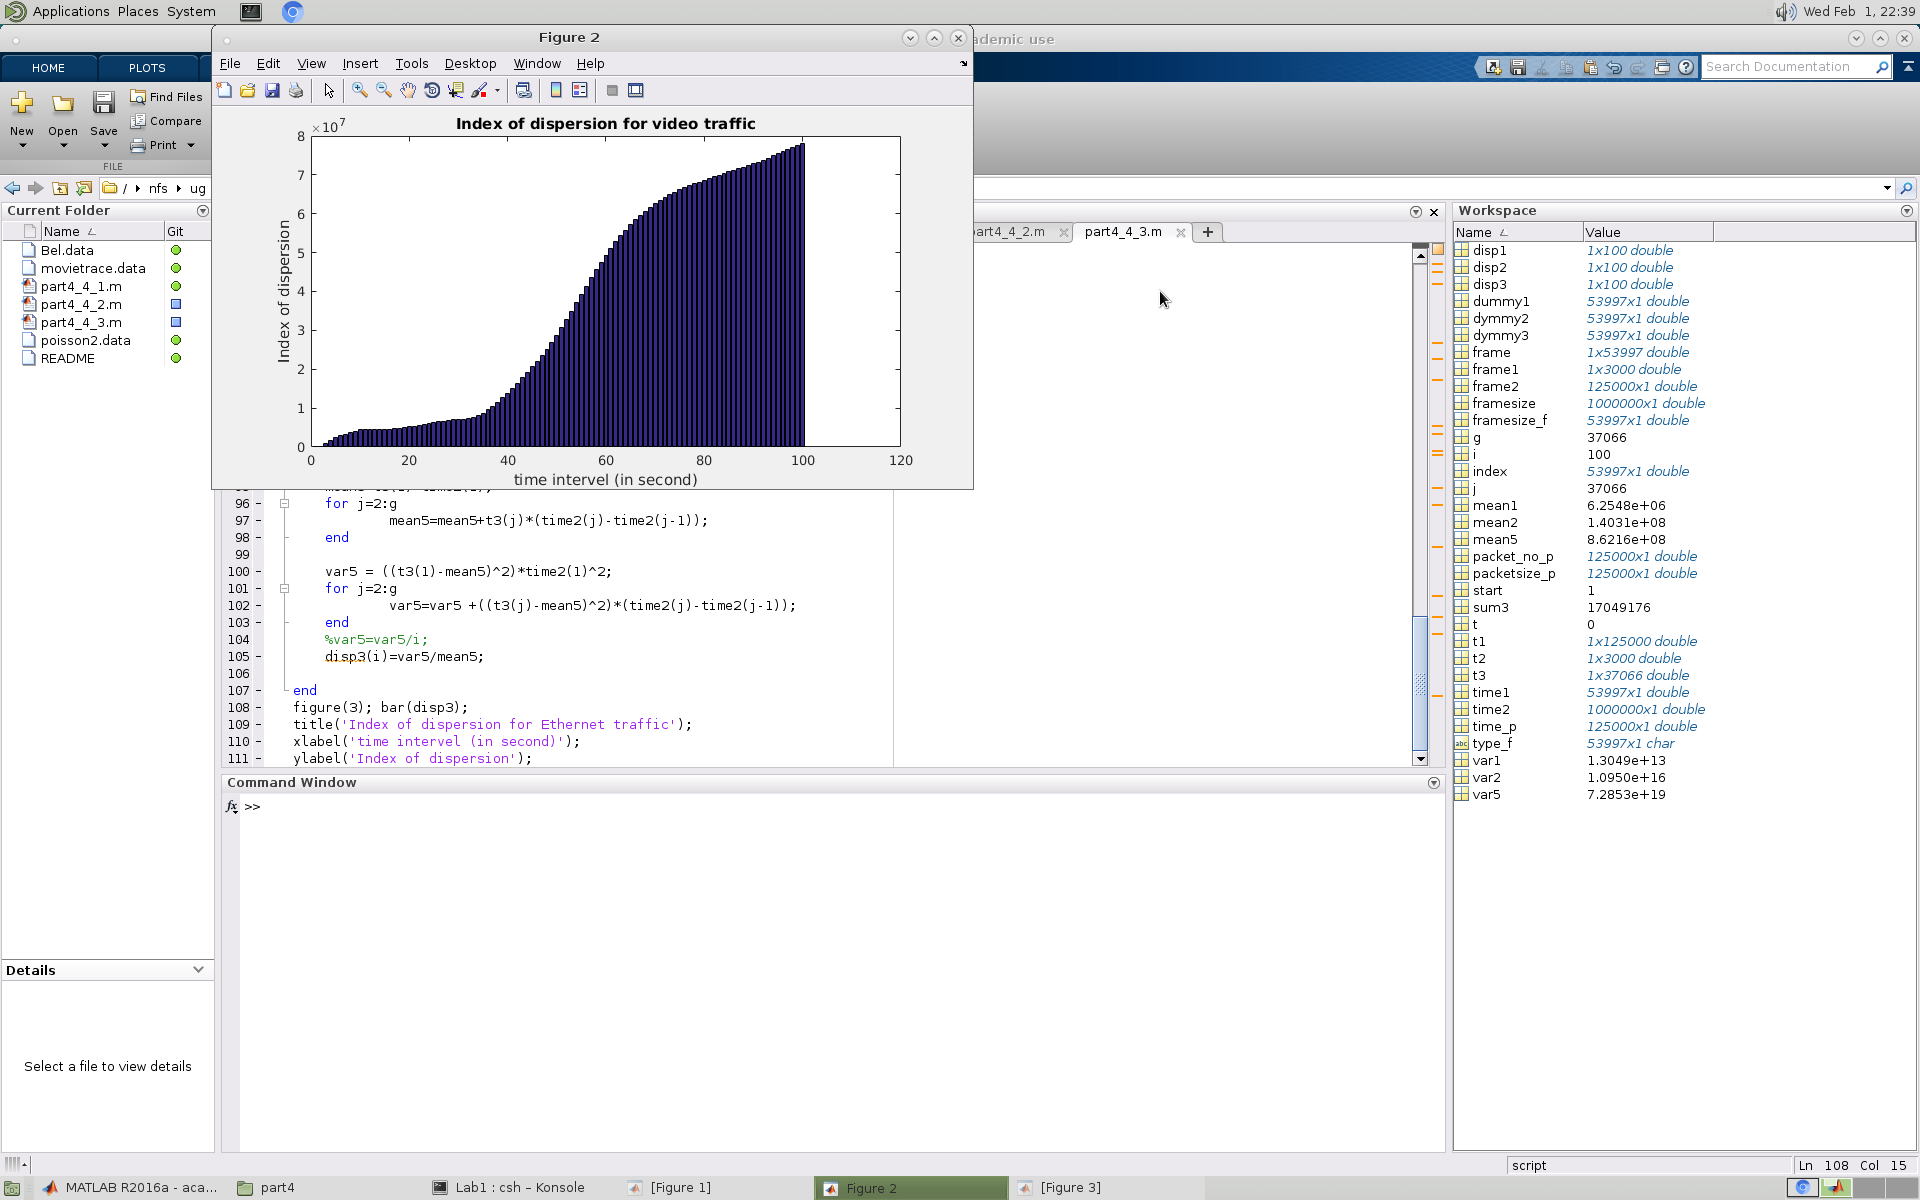 Applications Places System
Wed Feb 1, 22:39
Figure 2
ademic use
File Edit View Insert Tools Desktop Window Help
HOME PLOTS
Search Documentation
New Open Save
Find Files
Compare
Print
FILE
/ nfs ug
Current Folder
Name Git
Bel.data
movietrace.data
part4_4_1.m
part4_4_2.m
part4_4_3.m
poisson2.data
README
Index of dispersion for video traffic
×10^7
8
7
6
5
4
3
2
1
0
0 20 40 60 80 100 120
Index of dispersion
time intervel (in second)
part4_4_2.m part4_4_3.m
96 for j=2:g
97 mean5=mean5+t3(j)*(time2(j)-time2(j-1));
98 end
99
100 var5 = ((t3(1)-mean5)^2)*time2(1)^2;
101 for j=2:g
102 var5=var5 +((t3(j)-mean5)^2)*(time2(j)-time2(j-1));
103 end
104 %var5=var5/i;
105 disp3(i)=var5/mean5;
106
107 end
108 figure(3); bar(disp3);
109 title('Index of dispersion for Ethernet traffic');
110 xlabel('time intervel (in second)');
111 ylabel('Index of dispersion');
Command Window
fx >>
Details
Select a file to view details
Workspace
Name Value
disp1 1x100 double
disp2 1x100 double
disp3 1x100 double
dummy1 53997x1 double
dymmy2 53997x1 double
dymmy3 53997x1 double
frame 1x53997 double
frame1 1x3000 double
frame2 125000x1 double
framesize 1000000x1 double
framesize_f 53997x1 double
g 37066
i 100
index 53997x1 double
j 37066
mean1 6.2548e+06
mean2 1.4031e+08
mean5 8.6216e+08
packet_no_p 125000x1 double
packetsize_p 125000x1 double
start 1
sum3 17049176
t 0
t1 1x125000 double
t2 1x3000 double
t3 1x37066 double
time1 53997x1 double
time2 1000000x1 double
time_p 125000x1 double
type_f 53997x1 char
var1 1.3049e+13
var2 1.0950e+16
var5 7.2853e+19
script
Ln 108 Col 15
MATLAB R2016a - aca...
part4
Lab1 : csh – Konsole
[Figure 1]
Figure 2
[Figure 3]